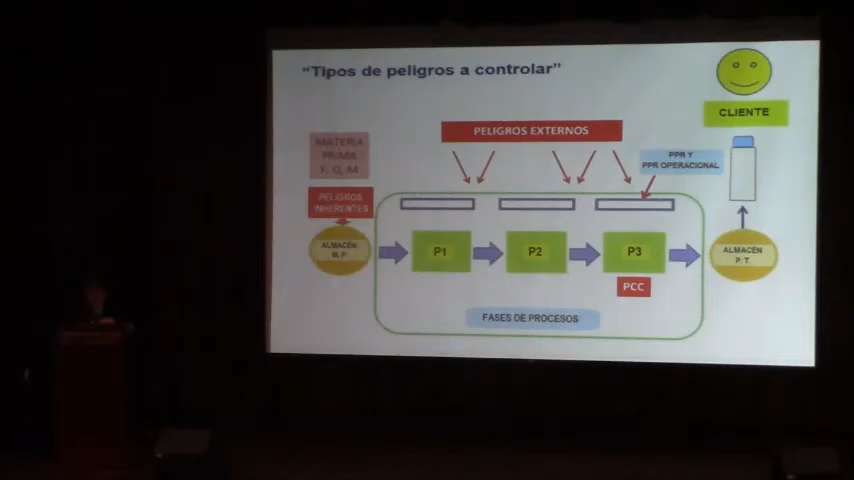 “Tipos de peligros a controlar”
CLIENTE
PELIGROS EXTERNOS
MATERIA
PRIMA
F, Q, M
PPR Y
PPR OPERACIONAL
PELIGROS
INHERENTES
ALMACÉN
M.P.
P1
P2
P3
ALMACÉN
P.T.
PCC
FASES DE PROCESOS